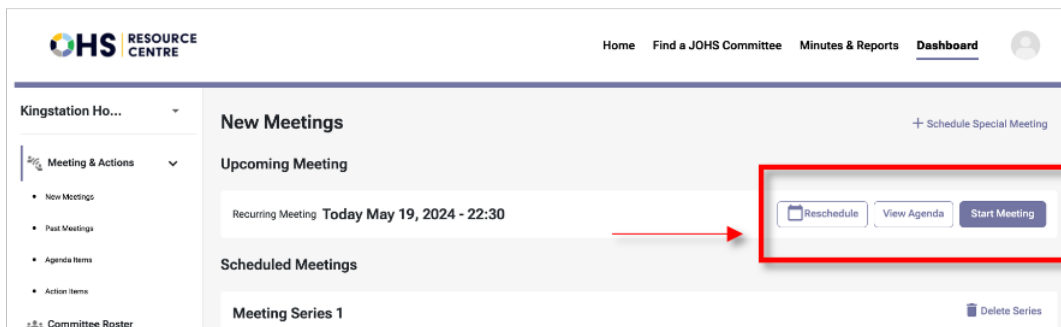 OHS RESOURCE CENTRE
Home Find a JOHS Committee Minutes & Reports Dashboard
Kingstation Ho...
New Meetings
+ Schedule Special Meeting
Meeting & Actions
Upcoming Meeting
New Meetings
Recurring Meeting Today May 19, 2024 - 22:30
Reschedule View Agenda Start Meeting
Past Meetings
Agenda Items
Scheduled Meetings
Action Items
Meeting Series 1
Delete Series
Committee Roster